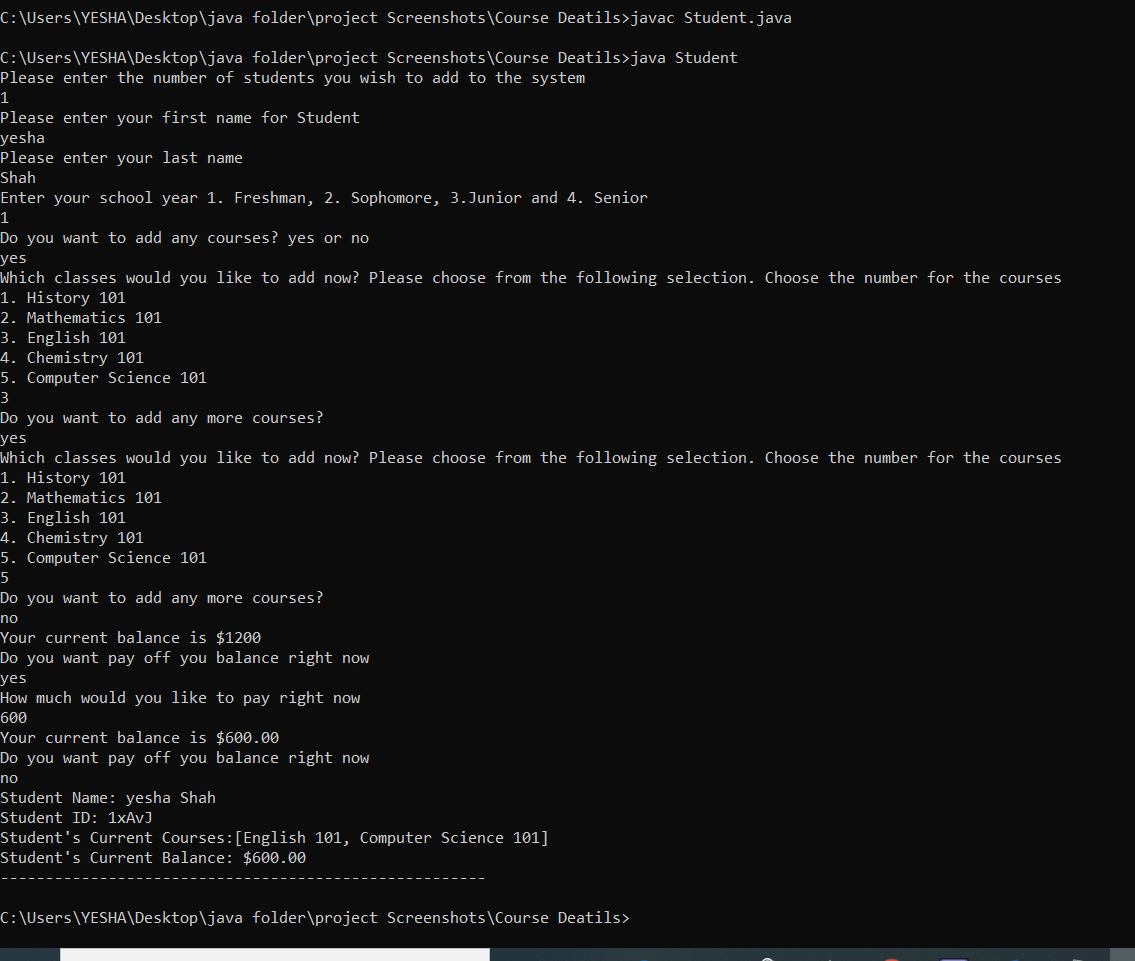 C:\Users\YESHA\Desktop\java folder\project Screenshots\Course Deatils>javac Student.java
C:\Users\YESHA\Desktop\java folder\project Screenshots\Course Deatils>java Student
Please enter the number of students you wish to add to the system
1
Please enter your first name for Student
yesha
Please enter your last name
Shah
Enter your school year 1. Freshman, 2. Sophomore, 3.Junior and 4. Senior
1
Do you want to add any courses? yes or no
yes
Which classes would you like to add now? Please choose from the following selection. Choose the number for the courses
1. History 101
2. Mathematics 101
3. English 101
4. Chemistry 101
5. Computer Science 101
3
Do you want to add any more courses?
yes
Which classes would you like to add now? Please choose from the following selection. Choose the number for the courses
1. History 101
2. Mathematics 101
3. English 101
4. Chemistry 101
5. Computer Science 101
5
Do you want to add any more courses?
no
Your current balance is $1200
Do you want pay off you balance right now
yes
How much would you like to pay right now
600
Your current balance is $600.00
Do you want pay off you balance right now
no
Student Name: yesha Shah
Student ID: 1xAvJ
Student's Current Courses:[English 101, Computer Science 101]
Student's Current Balance: $600.00
------------------------------------------------------
C:\Users\YESHA\Desktop\java folder\project Screenshots\Course Deatils>